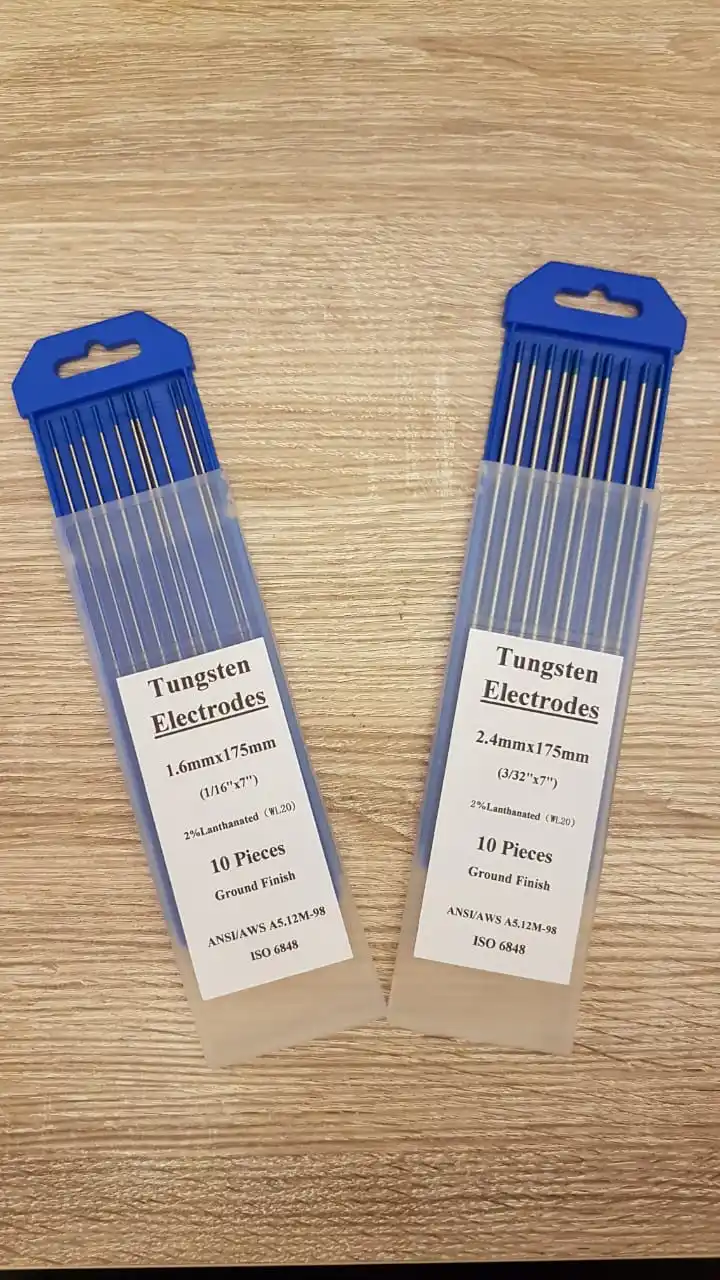 Tungsten
Electrodes
1.6mmx175mm
(1/16"x7")
2%Lanthanated (WL20)
10 Pieces
Ground Finish
ANSI/AWS A5.12M-98
ISO 6848
Tungsten
Electrodes
2.4mmx175mm
(3/32"x7")
2%Lanthanated (WL20)
10 Pieces
Ground Finish
ANSI/AWS A5.12M-98
ISO 6848